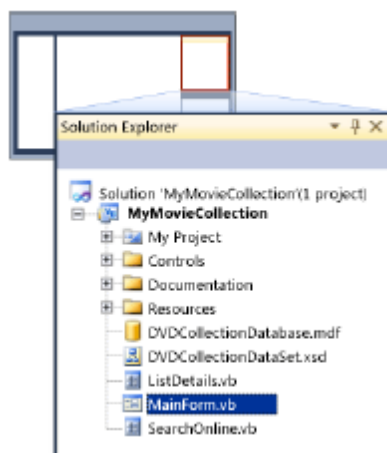 Solution Explorer
Solution 'MyMovieCollection'(1 project)
MyMovieCollection
My Project
Controls
Documentation
Resources
DVDCollectionDatabase.mdf
DVDCollectionDataSet.xsd
ListDetails.vb
MainForm.vb
SearchOnline.vb